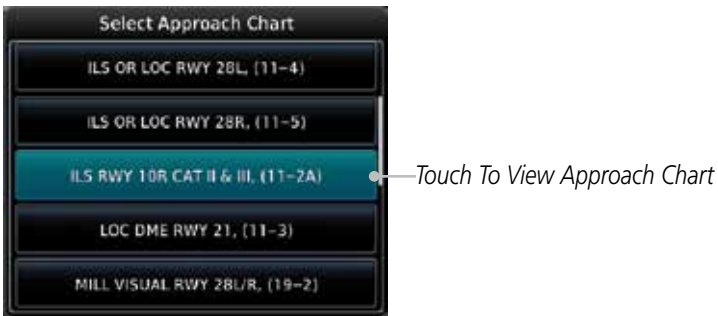 Select Approach Chart
ILS OR LOC RWY 28L, (11-4)
ILS OR LOC RWY 28R, (11-5)
ILS RWY 10R CAT II & III, (11-2A)
Touch To View Approach Chart
LOC DME RWY 21, (11-3)
MILL VISUAL RWY 28L/R, (19-2)